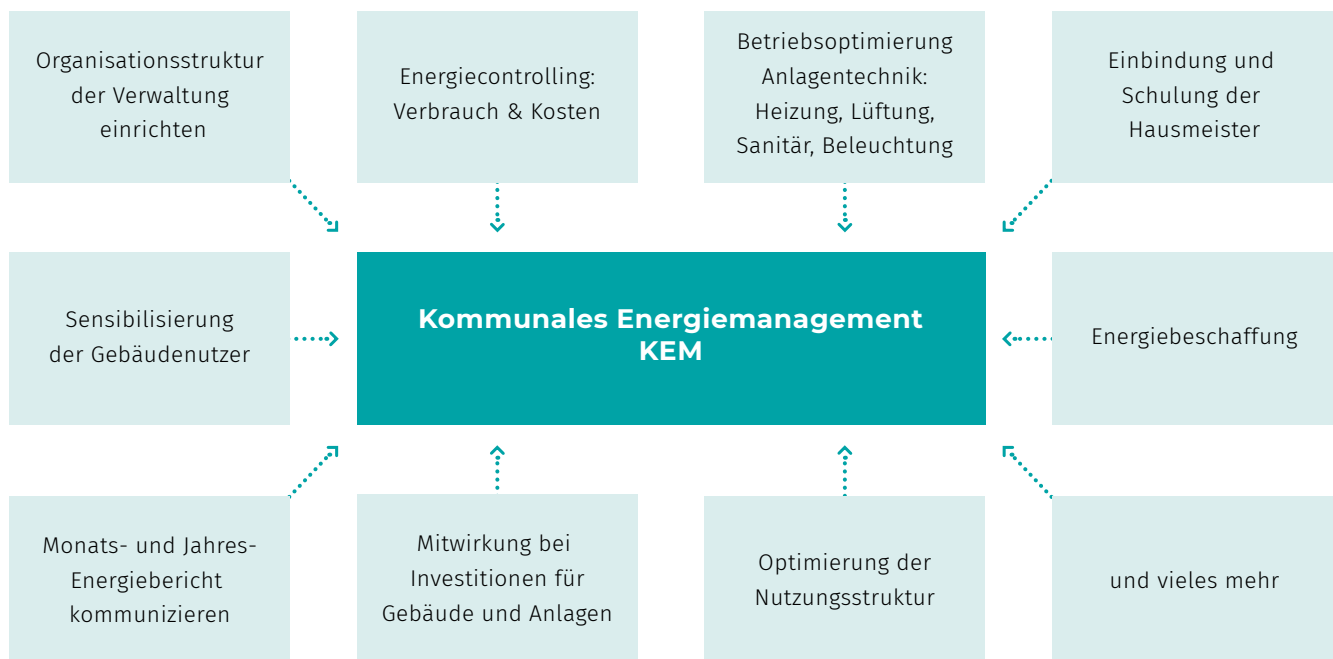 Organisationsstruktur
der Verwaltung
einrichten
Energiecontrolling:
Verbrauch & Kosten
Betriebsoptimierung
Anlagentechnik:
Heizung, Lüftung,
Sanitär, Beleuchtung
Einbindung und
Schulung der
Hausmeister
Sensibilisierung
der Gebäudenutzer
Kommunales Energiemanagement
KEM
Energiebeschaffung
Monats- und Jahres-
Energiebericht
kommunizieren
Mitwirkung bei
Investitionen für
Gebäude und Anlagen
Optimierung der
Nutzungsstruktur
und vieles mehr